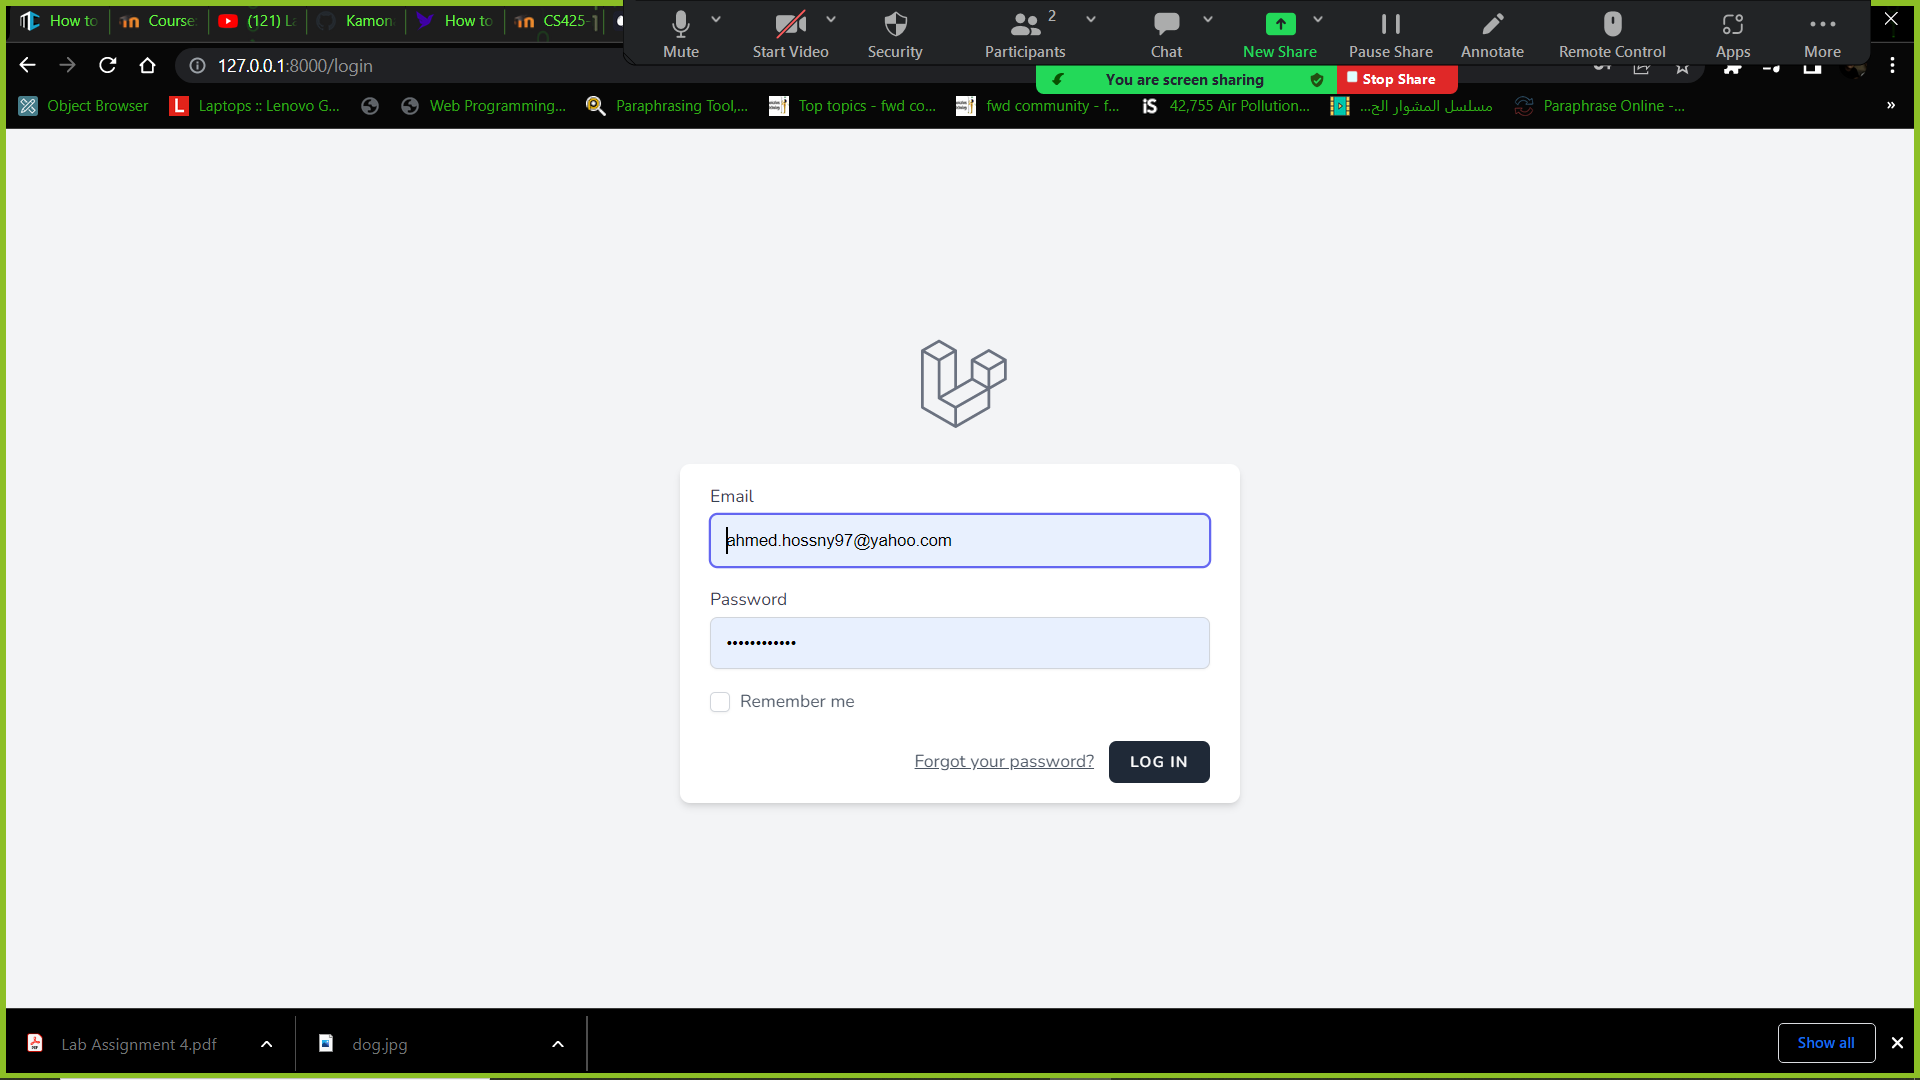 How to
Course
(121) L
Kamon
How to
CS425-
Mute
Start Video
Security
Participants
2
Chat
New Share
Pause Share
Annotate
Remote Control
Apps
More
127.0.0.1:8000/login
You are screen sharing
Stop Share
Object Browser
Laptops :: Lenovo G...
Web Programming...
Paraphrasing Tool,...
Top topics - fwd co...
fwd community - f...
iS
42,755 Air Pollution...
مسلسل المشوار الح...
Paraphrase Online -...
»
Email
ahmed.hossny97@yahoo.com
Password
••••••••••••
Remember me
Forgot your password?
LOG IN
Lab Assignment 4.pdf
dog.jpg
Show all